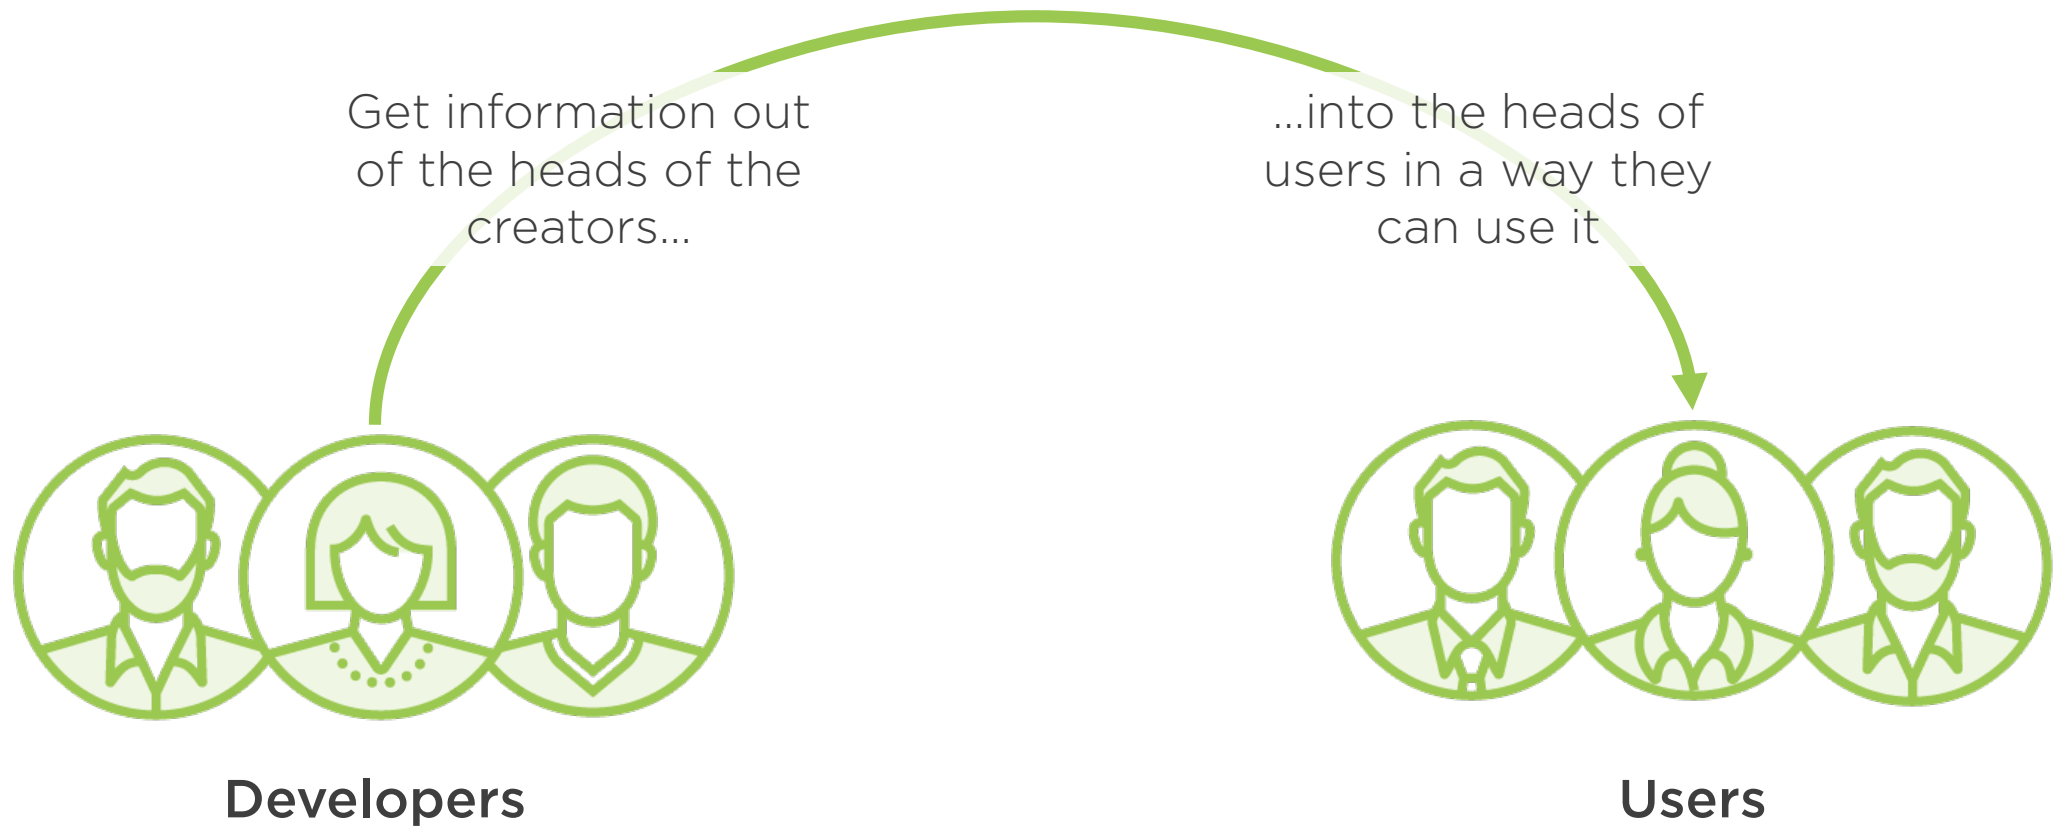 Get information out
of the heads of the
creators...
...into the heads of
users in a way they
can use it
Developers
Users